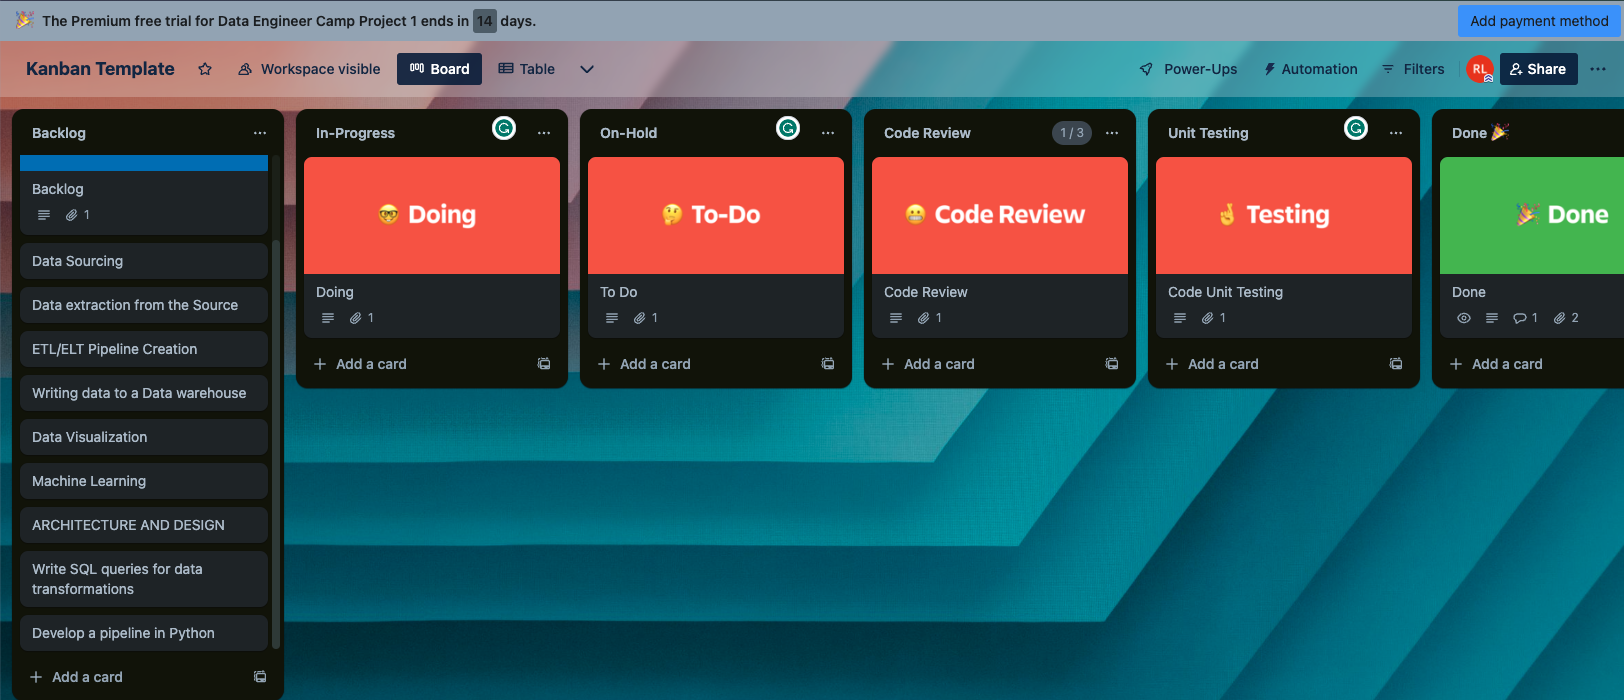 The Premium free trial for Data Engineer Camp Project 1 ends in 14 days.
Add payment method
Kanban Template
Workspace visible
Board
Table
Power-Ups
Automation
Filters
RL
Share
Backlog
Backlog
1
Data Sourcing
Data extraction from the Source
ETL/ELT Pipeline Creation
Writing data to a Data warehouse
Data Visualization
Machine Learning
ARCHITECTURE AND DESIGN
Write SQL queries for data
transformations
Develop a pipeline in Python
+ Add a card
In-Progress
🤓 Doing
Doing
1
+ Add a card
On-Hold
🤔 To-Do
To Do
1
+ Add a card
Code Review
1 / 3
😬 Code Review
Code Review
1
+ Add a card
Unit Testing
🤞 Testing
Code Unit Testing
1
+ Add a card
Done 🎉
🎉 Done
Done
1
2
+ Add a card